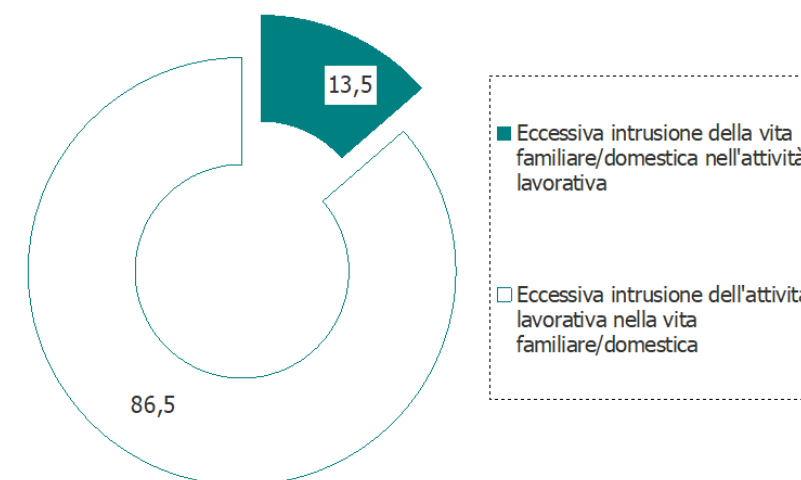 13,5
Eccessiva intrusione della vita
familiare/domestica nell'attività
lavorativa
Eccessiva intrusione dell'attività
lavorativa nella vita
familiare/domestica
86,5